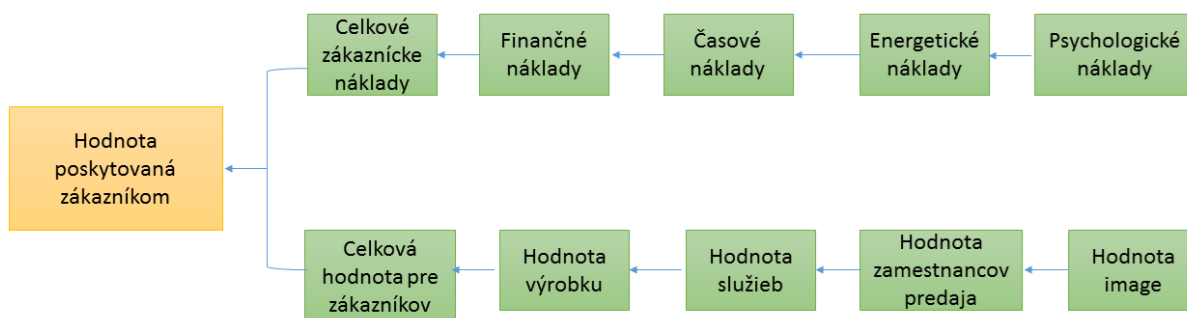 Celkové
zákaznícke
náklady
Finančné
náklady
Časové
náklady
Energetické
náklady
Psychologické
náklady
Hodnota
poskytovaná
zákazníkom
Celková
hodnota pre
zákazníkov
Hodnota
výrobku
Hodnota
služieb
Hodnota
zamestnancov
predaja
Hodnota
image